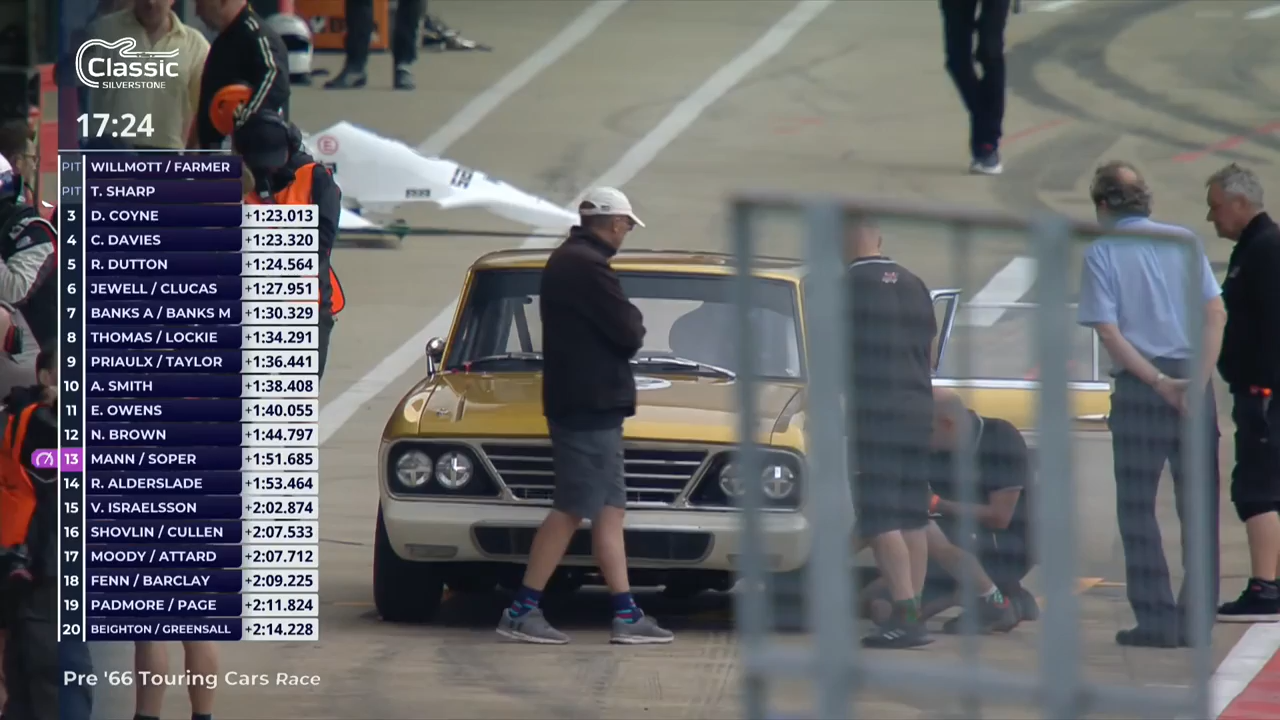 Classic
SILVERSTONE
17:24
PIT WILLMOTT / FARMER
PIT T. SHARP
3 D. COYNE +1:23.013
4 C. DAVIES +1:23.320
5 R. DUTTON +1:24.564
6 JEWELL / CLUCAS +1:27.951
7 BANKS A / BANKS M +1:30.329
8 THOMAS / LOCKIE +1:34.291
9 PRIAULX / TAYLOR +1:36.441
10 A. SMITH +1:38.408
11 E. OWENS +1:40.055
12 N. BROWN +1:44.797
13 MANN / SOPER +1:51.685
14 R. ALDERSLADE +1:53.464
15 V. ISRAELSSON +2:02.874
16 SHOVLIN / CULLEN +2:07.533
17 MOODY / ATTARD +2:07.712
18 FENN / BARCLAY +2:09.225
19 PADMORE / PAGE +2:11.824
20 BEIGHTON / GREENSALL +2:14.228
Pre '66 Touring Cars Race
E